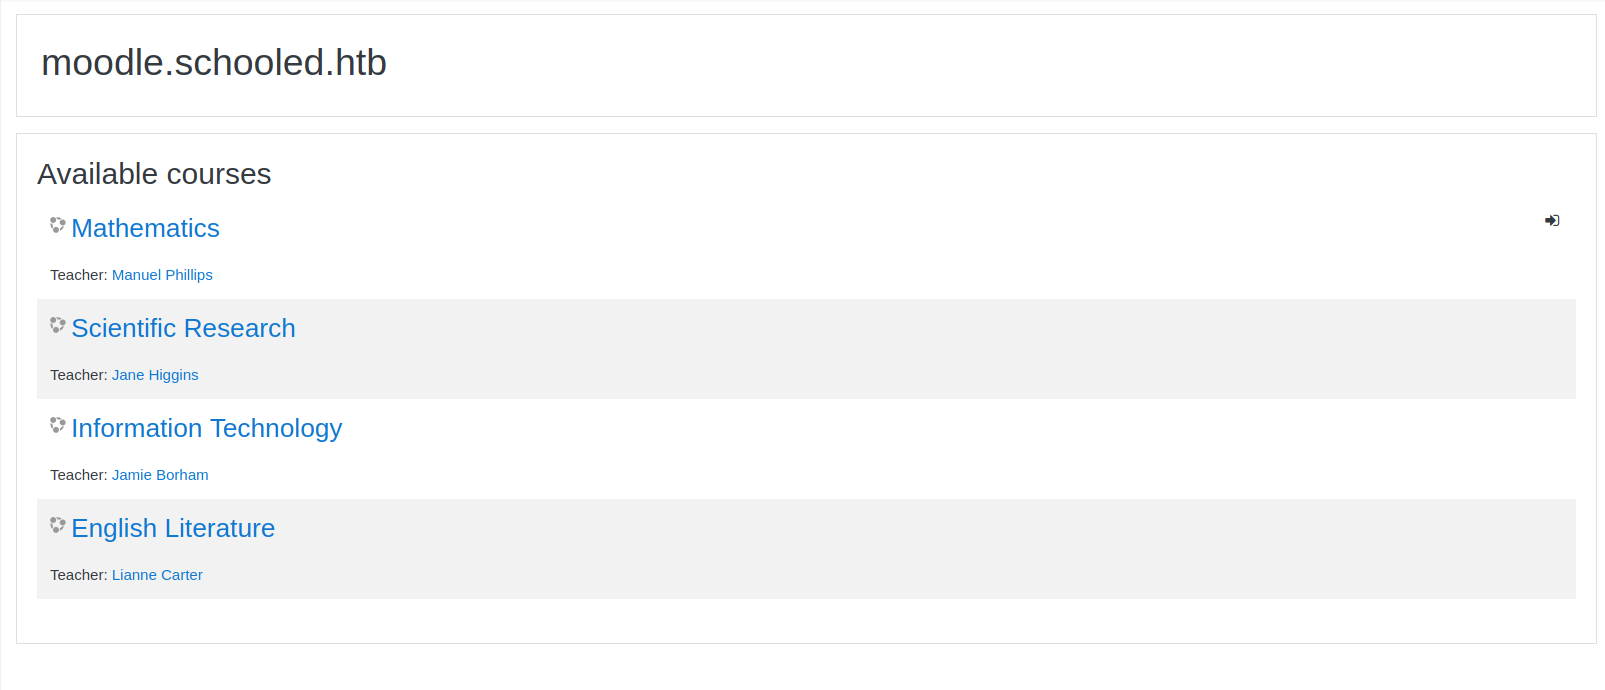 moodle.schooled.htb
Available courses
Mathematics
Teacher: Manuel Phillips
Scientific Research
Teacher: Jane Higgins
Information Technology
Teacher: Jamie Borham
English Literature
Teacher: Lianne Carter